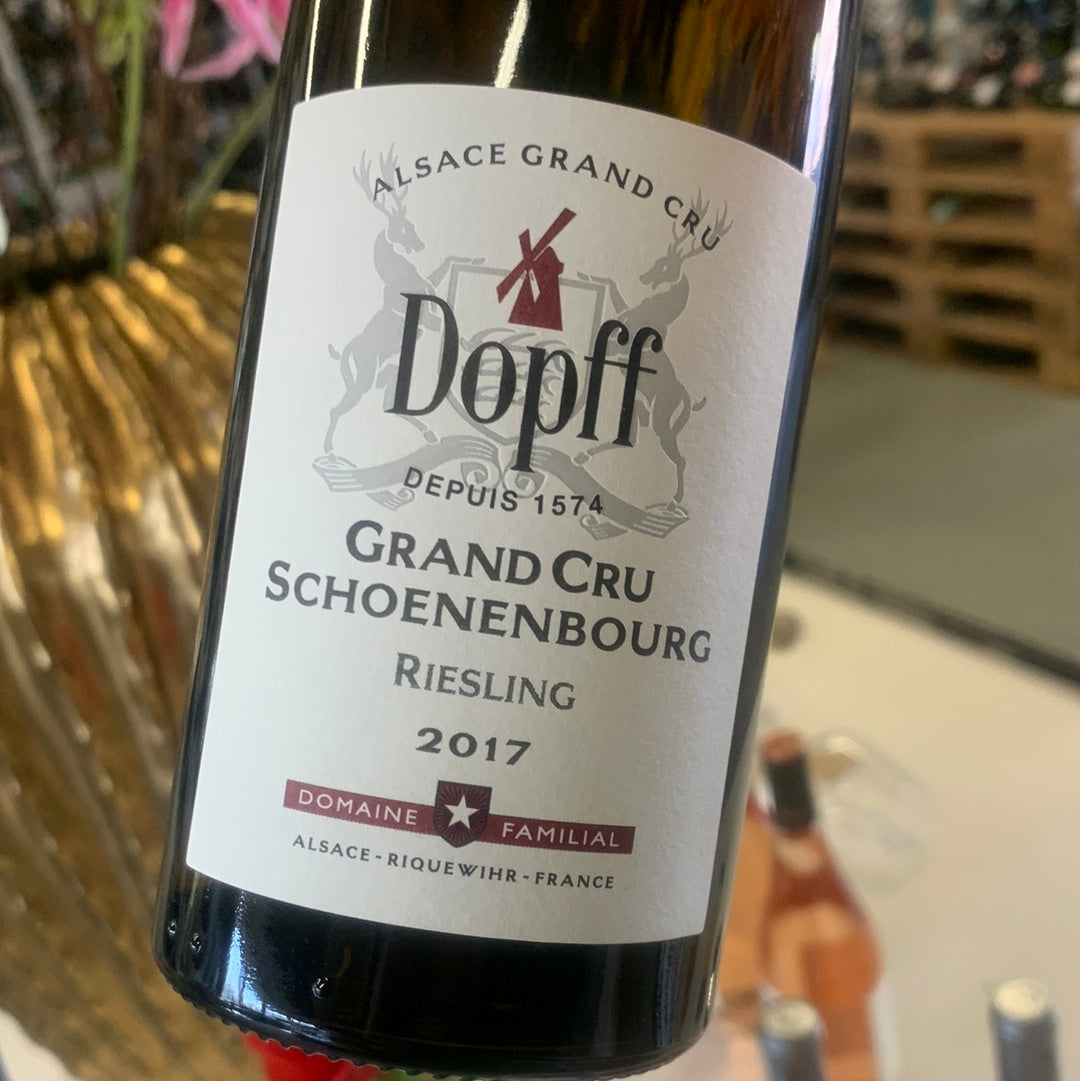 ALSACE GRAND CRU
Dopff
DEPUIS 1574
GRAND CRU
SCHOENENBOURG
RIESLING
2017
DOMAINE FAMILIAL
ALSACE - RIQUEWIHR - FRANCE